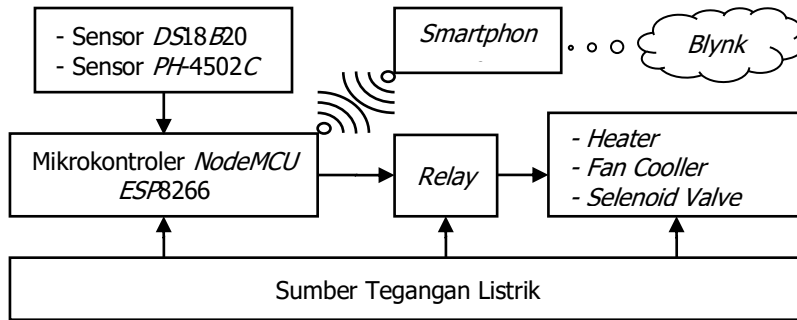 - Sensor DS18B20
- Sensor PH-4502C
Smartphon
Blynk
Mikrokontroler NodeMCU
ESP8266
Relay
- Heater
- Fan Cooller
- Selenoid Valve
Sumber Tegangan Listrik